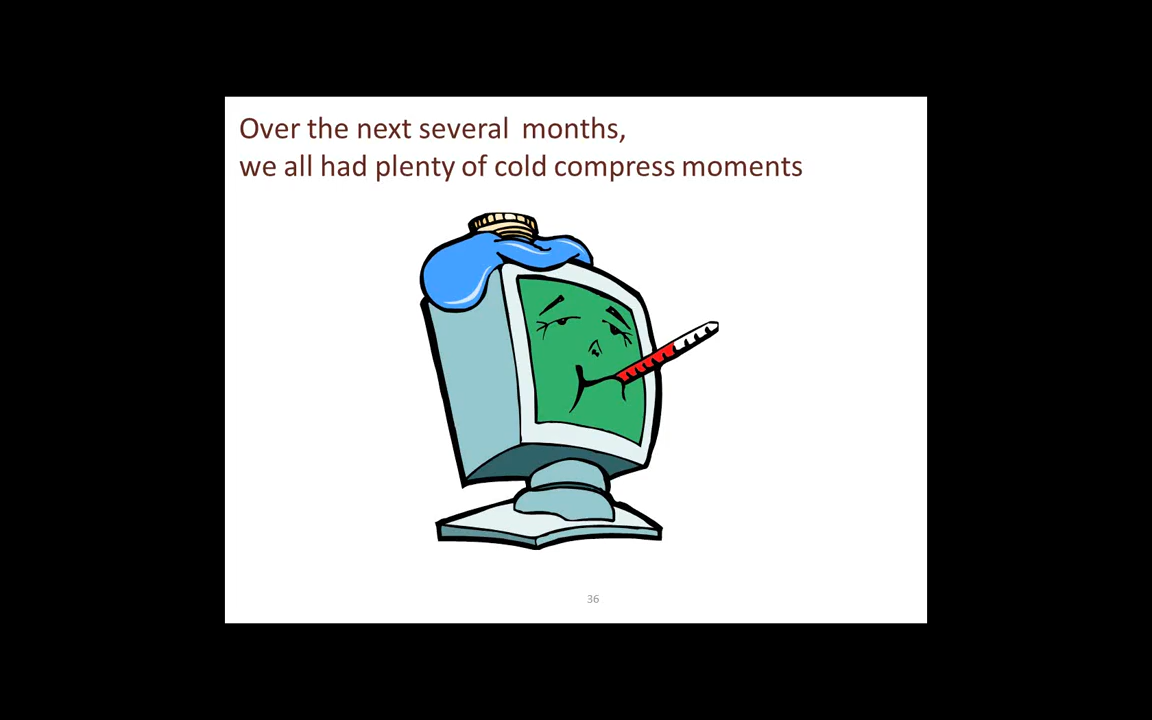 Over the next several  months,
we all had plenty of cold compress moments
36